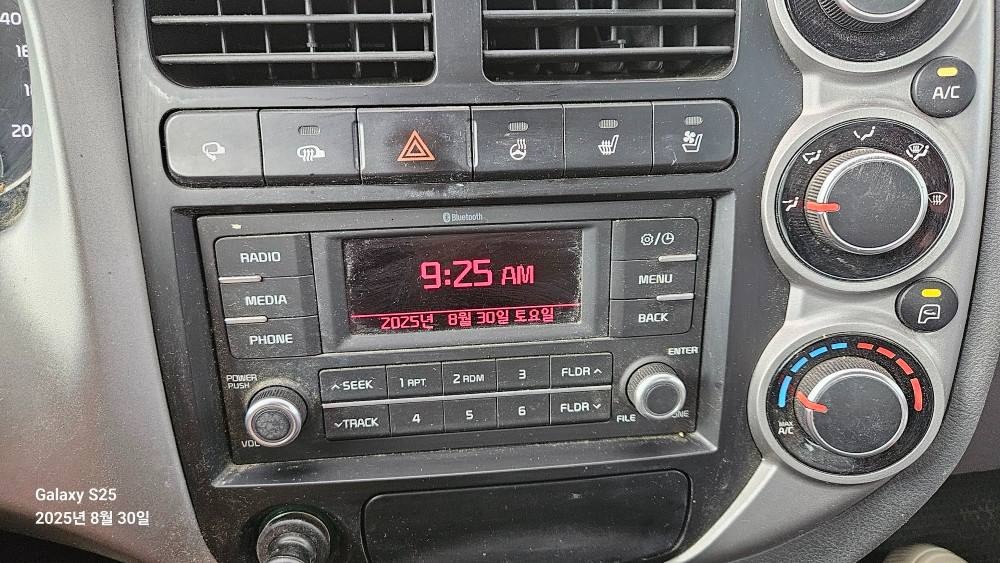 40
20
A/C
Bluetooth
RADIO
MEDIA
PHONE
9:25 AM
2025년 8월 30일 토요일
MENU
BACK
POWER
PUSH
VOL
SEEK
1 RPT
2 RDM
3
FLDR
TRACK
4
5
6
FLDR
ENTER
FILE
MAX
A/C
Galaxy S25
2025년 8월 30일